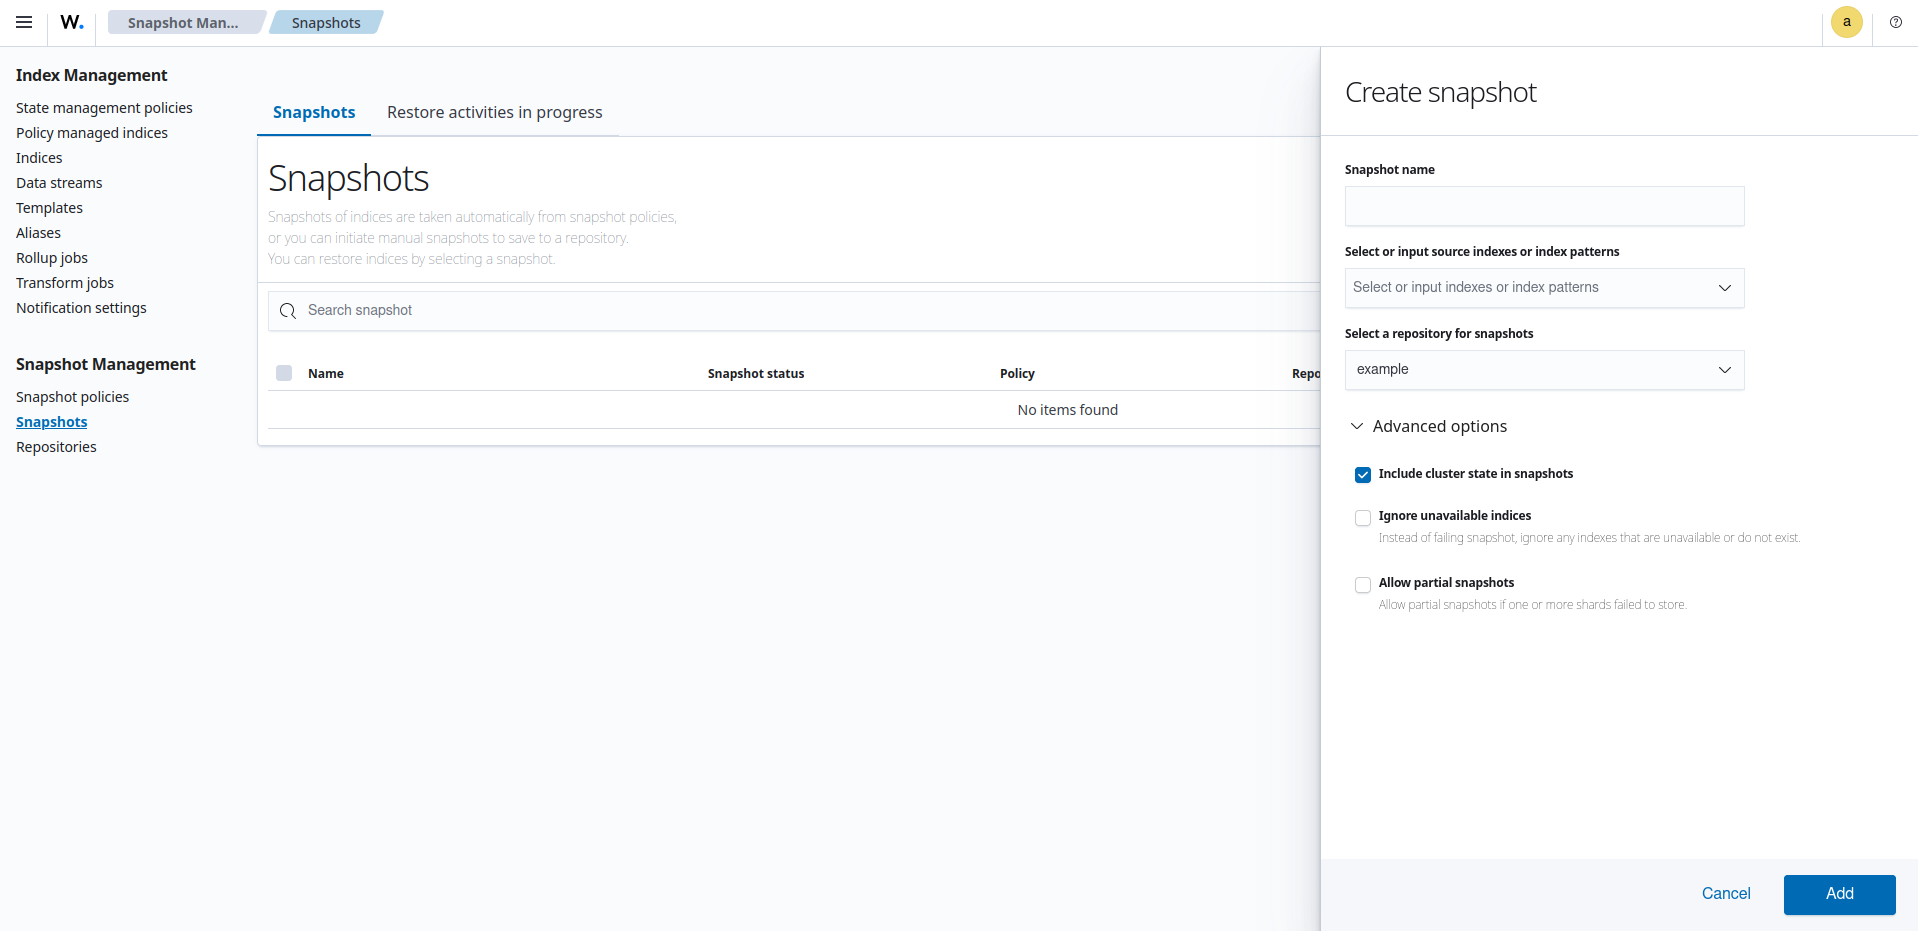 W. Snapshot Man... Snapshots a
Index Management
State management policies
Policy managed indices
Indices
Data streams
Templates
Aliases
Rollup jobs
Transform jobs
Notification settings
Snapshot Management
Snapshot policies
Snapshots
Repositories
Snapshots Restore activities in progress
Snapshots
Snapshots of indices are taken automatically from snapshot policies,
or you can initiate manual snapshots to save to a repository.
You can restore indices by selecting a snapshot.
Search snapshot
Name Snapshot status Policy Repo
No items found
Create snapshot
Snapshot name
Select or input source indexes or index patterns
Select or input indexes or index patterns
Select a repository for snapshots
example
Advanced options
Include cluster state in snapshots
Ignore unavailable indices
Instead of failing snapshot, ignore any indexes that are unavailable or do not exist.
Allow partial snapshots
Allow partial snapshots if one or more shards failed to store.
Cancel Add